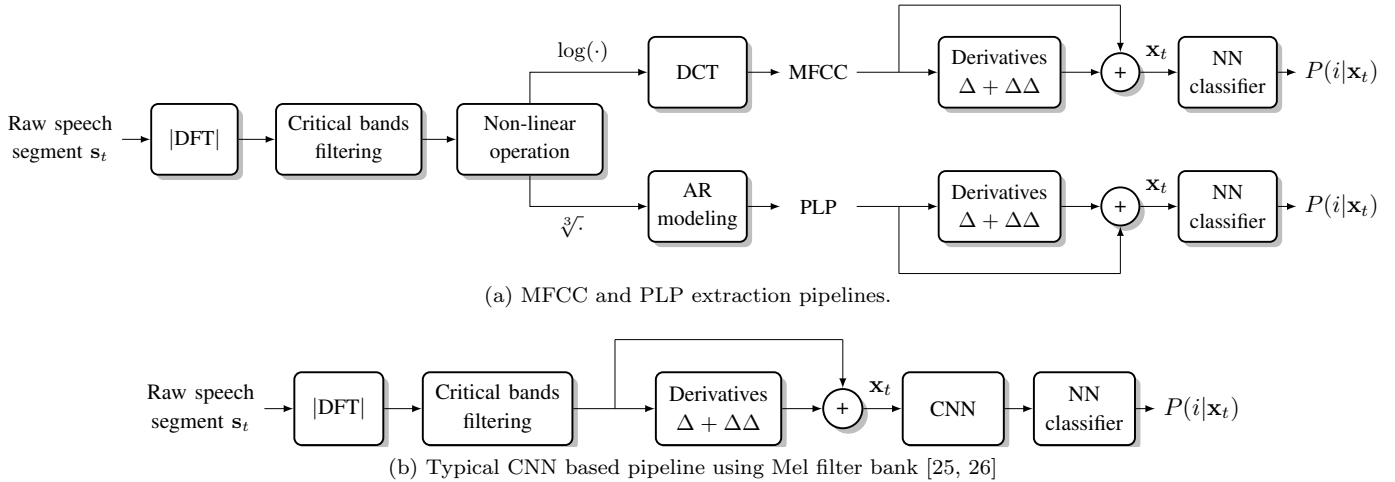 log(·)
DCT
MFCC
Derivatives
Δ + ΔΔ
+
x_t
NN
classifier
P(i|x_t)
Raw speech
segment s_t
|DFT|
Critical bands
filtering
Non-linear
operation
∛·
AR
modeling
PLP
Derivatives
Δ + ΔΔ
+
x_t
NN
classifier
P(i|x_t)
(a) MFCC and PLP extraction pipelines.
Raw speech
segment s_t
|DFT|
Critical bands
filtering
Derivatives
Δ + ΔΔ
+
x_t
CNN
NN
classifier
P(i|x_t)
(b) Typical CNN based pipeline using Mel filter bank [25, 26]